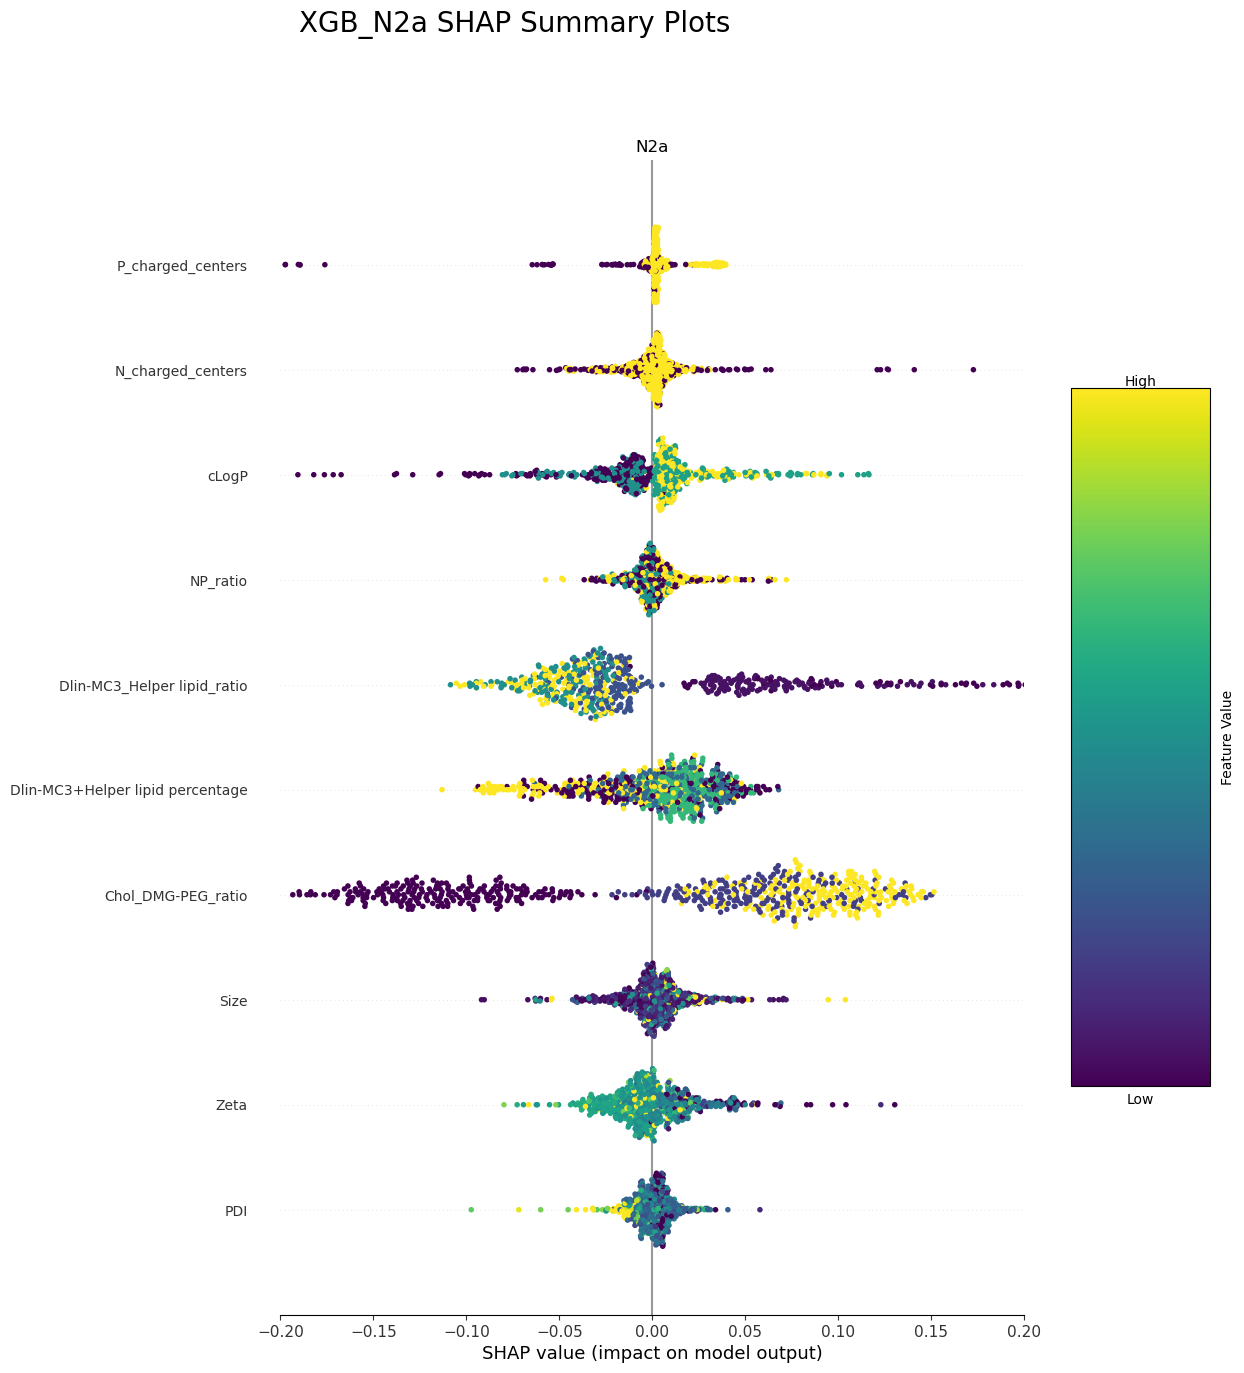 XGB_N2a SHAP Summary Plots
N2a
P_charged_centers
N_charged_centers
cLogP
NP_ratio
Dlin-MC3_Helper lipid_ratio
Dlin-MC3+Helper lipid percentage
Chol_DMG-PEG_ratio
Size
Zeta
PDI
−0.20 −0.15 −0.10 −0.05 0.00 0.05 0.10 0.15 0.20
SHAP value (impact on model output)
High
Feature Value
Low